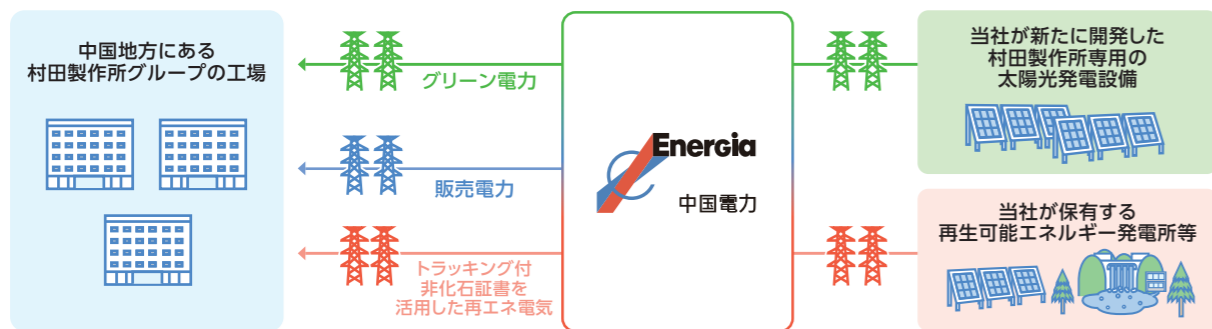 中国地方にある
村田製作所グループの工場
グリーン電力
販売電力
トラッキング付
非化石証書を
活用した再エネ電気
Energia
中国電力
当社が新たに開発した
村田製作所専用の
太陽光発電設備
当社が保有する
再生可能エネルギー発電所等